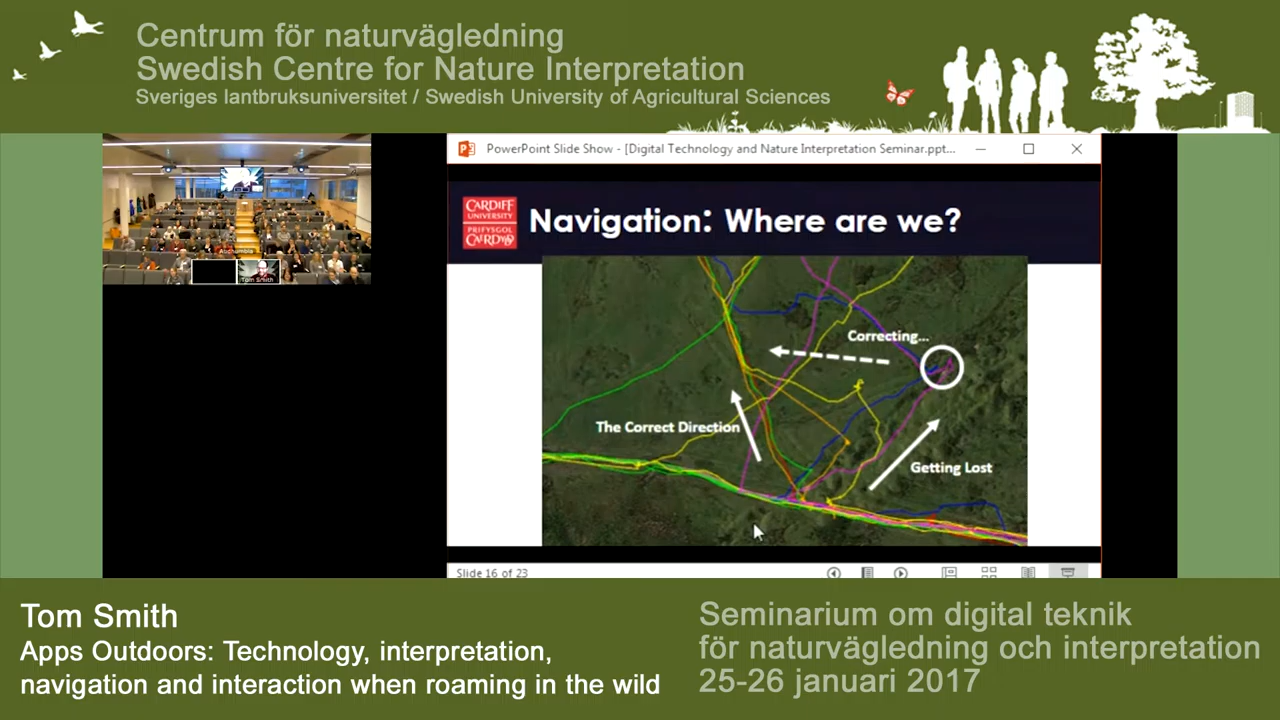 Centrum för naturvägledning
Swedish Centre for Nature Interpretation
Sveriges lantbruksuniversitet / Swedish University of Agricultural Sciences
PowerPoint Slide Show - [Digital Technology and Nature Interpretation Seminar.ppt...
CARDIFF
UNIVERSITY
PRIFYSGOL
CAERDYDD
Navigation: Where are we?
Correcting...
The Correct Direction
Getting Lost
Tom Smith
Slide 16 of 23
Tom Smith
Apps Outdoors: Technology, interpretation,
navigation and interaction when roaming in the wild
Seminarium om digital teknik
för naturvägledning och interpretation
25-26 januari 2017